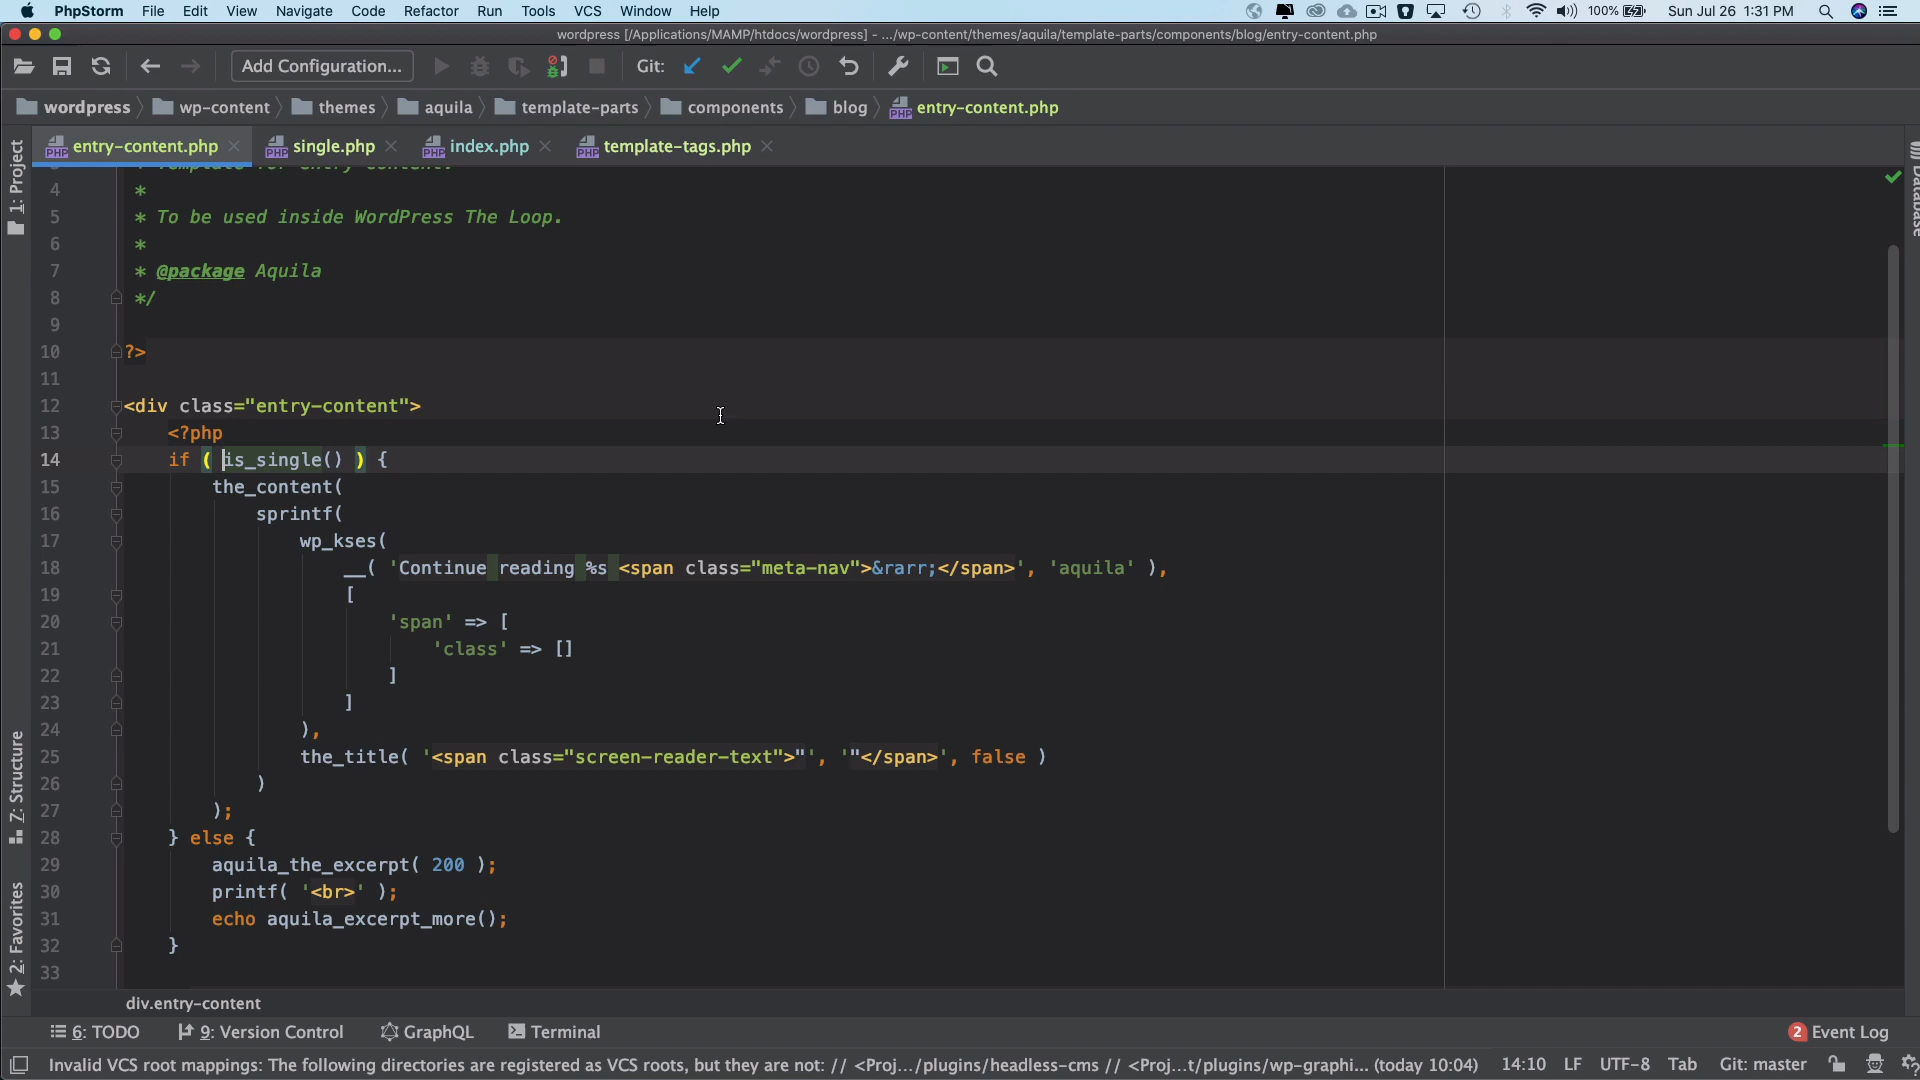 PhpStorm File Edit View Navigate Code Refactor Run Tools VCS Window Help 100% Sun Jul 26 1:31 PM
wordpress [/Applications/MAMP/htdocs/wordpress] - .../wp-content/themes/aquila/template-parts/components/blog/entry-content.php
Add Configuration... Git:
wordpress wp-content themes aquila template-parts components blog entry-content.php
entry-content.php single.php index.php template-tags.php
1: Project
Database
* Template for entry content.
4 *
5 * To be used inside WordPress The Loop.
6 *
7 * @package Aquila
8 */
9
10 ?>
11
12 <div class="entry-content">
13 <?php
14 if ( is_single() ) {
15 the_content(
16 sprintf(
17 wp_kses(
18 __( 'Continue reading %s <span class="meta-nav">&rarr;</span>', 'aquila' ),
19 [
20 'span' => [
21 'class' => []
22 ]
23 ]
24 ),
25 the_title( '<span class="screen-reader-text">"', '"</span>', false )
26 )
27 );
28 } else {
29 aquila_the_excerpt( 200 );
30 printf( '<br>' );
31 echo aquila_excerpt_more();
32 }
33
Z: Structure
2: Favorites
div.entry-content
6: TODO 9: Version Control GraphQL Terminal 2 Event Log
Invalid VCS root mappings: The following directories are registered as VCS roots, but they are not: // <Proj.../plugins/headless-cms // <Proj...t/plugins/wp-graphi... (today 10:04) 14:10 LF UTF-8 Tab Git: master